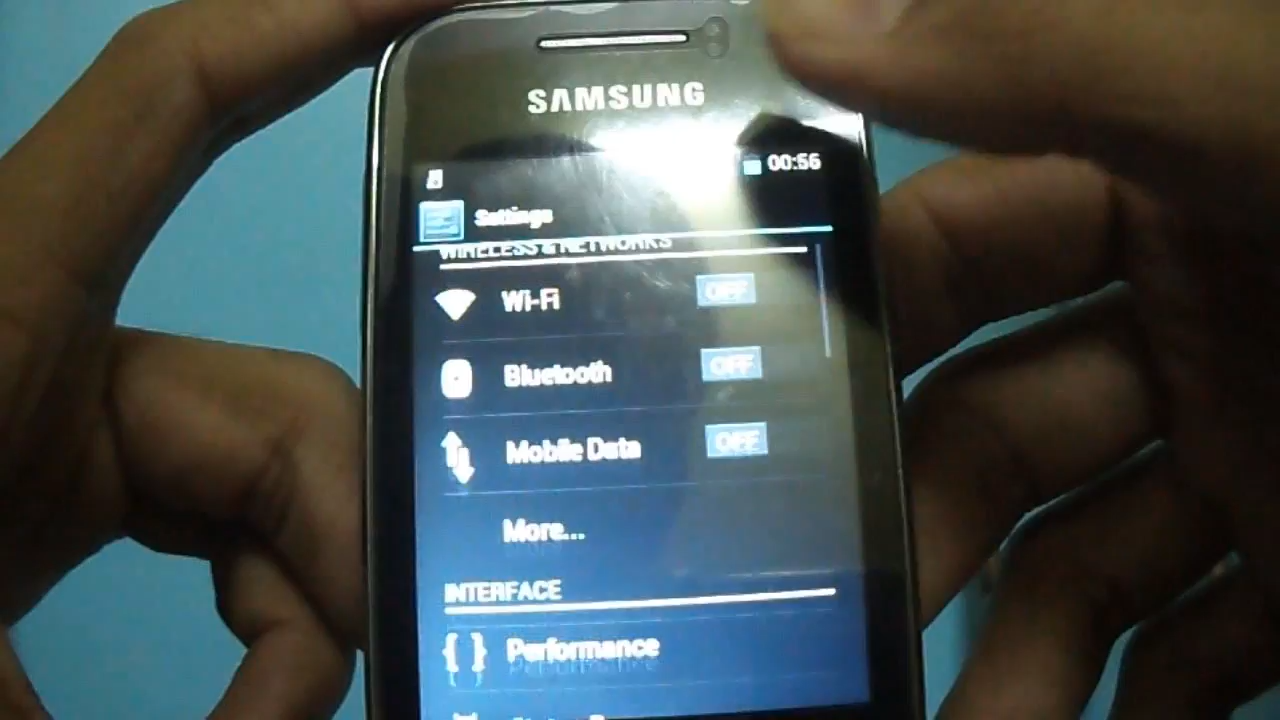 SAMSUNG
00:56
Settings
WIRELESS & NETWORKS
Wi-Fi OFF
Bluetooth OFF
Mobile Data OFF
More...
INTERFACE
{ } Performance